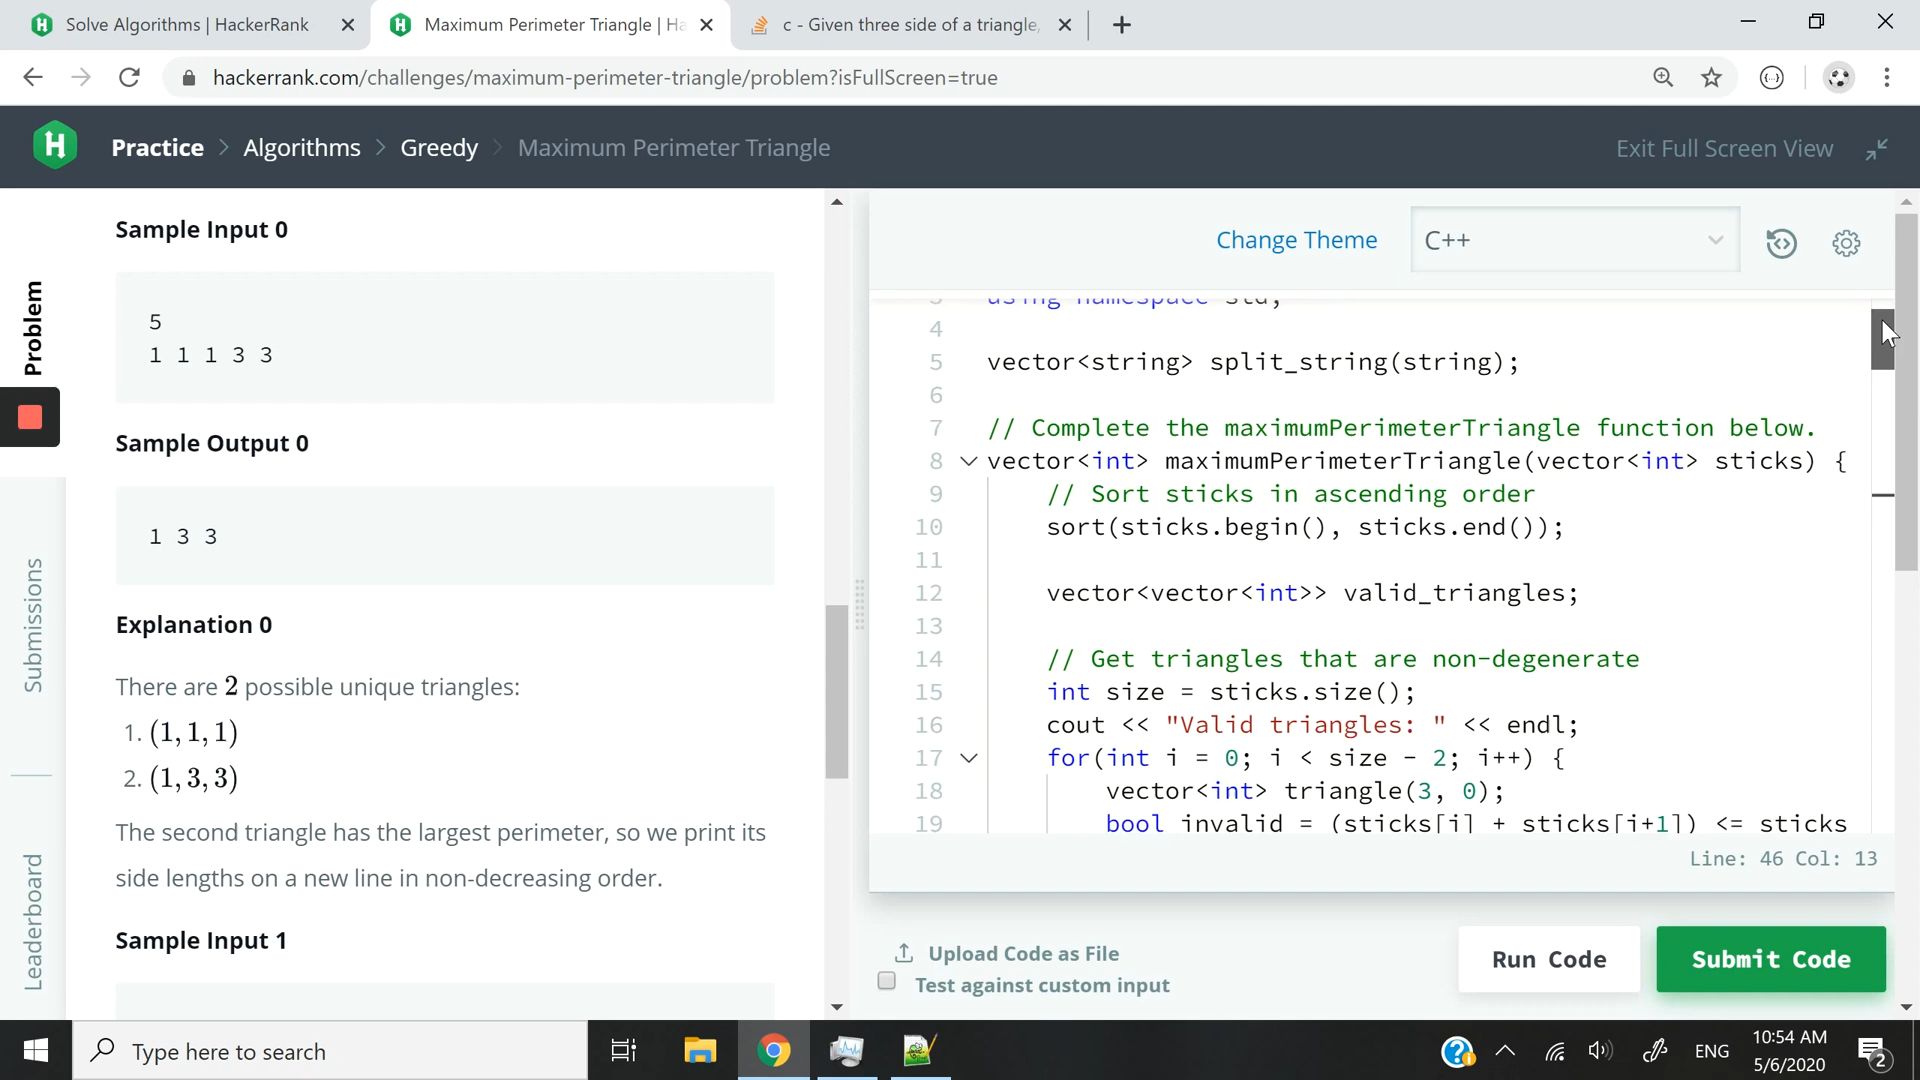 Solve Algorithms | HackerRank
Maximum Perimeter Triangle | Ha
c - Given three side of a triangle,
hackerrank.com/challenges/maximum-perimeter-triangle/problem?isFullScreen=true
H
Practice > Algorithms > Greedy > Maximum Perimeter Triangle
Exit Full Screen View
Problem
Submissions
Leaderboard
Sample Input 0
5
1 1 1 3 3
Sample Output 0
1 3 3
Explanation 0
There are 2 possible unique triangles:
1. (1, 1, 1)
2. (1, 3, 3)
The second triangle has the largest perimeter, so we print its
side lengths on a new line in non-decreasing order.
Sample Input 1
Change Theme
C++
3 using namespace std;
4
5 vector<string> split_string(string);
6
7 // Complete the maximumPerimeterTriangle function below.
8 vector<int> maximumPerimeterTriangle(vector<int> sticks) {
9 // Sort sticks in ascending order
10 sort(sticks.begin(), sticks.end());
11
12 vector<vector<int>> valid_triangles;
13
14 // Get triangles that are non-degenerate
15 int size = sticks.size();
16 cout << "Valid triangles: " << endl;
17 for(int i = 0; i < size - 2; i++) {
18 vector<int> triangle(3, 0);
19 bool invalid = (sticks[i] + sticks[i+1]) <= sticks
Line: 46 Col: 13
Upload Code as File
Test against custom input
Run Code
Submit Code
Type here to search
ENG
10:54 AM
5/6/2020
2